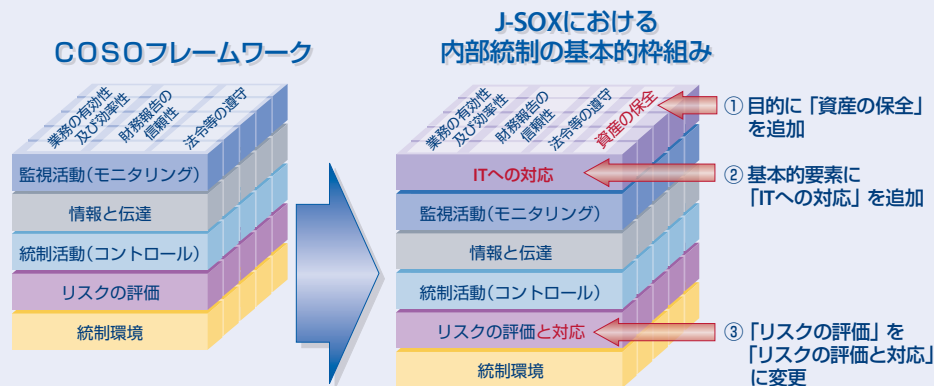 COSOフレームワーク
業務の有効性
及び効率性
財務報告の
信頼性
法令等の遵守
監視活動（モニタリング）
情報と伝達
統制活動（コントロール）
リスクの評価
統制環境
J-SOXにおける
内部統制の基本的枠組み
業務の有効性
及び効率性
財務報告の
信頼性
法令等の遵守
資産の保全
ITへの対応
監視活動（モニタリング）
情報と伝達
統制活動（コントロール）
リスクの評価と対応
統制環境
① 目的に「資産の保全」
を追加
② 基本的要素に
「ITへの対応」を追加
③「リスクの評価」を
「リスクの評価と対応」
に変更